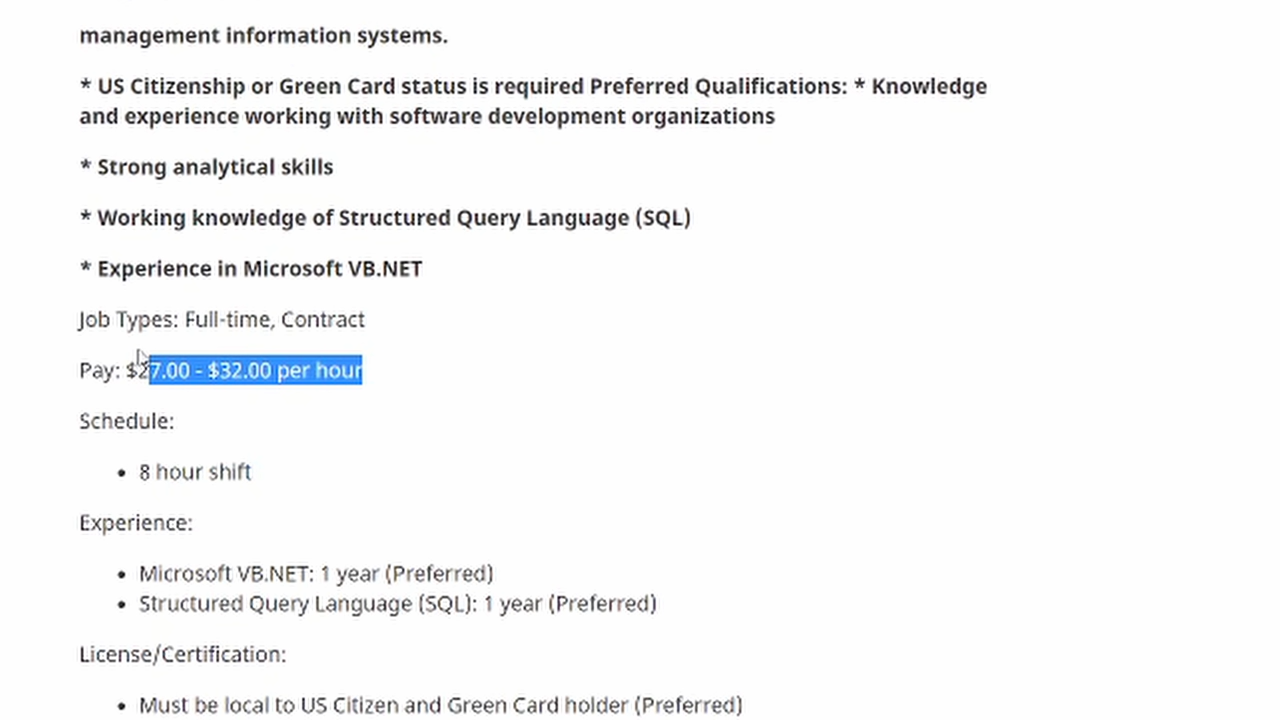 management information systems.
* US Citizenship or Green Card status is required Preferred Qualifications: * Knowledge
and experience working with software development organizations
* Strong analytical skills
* Working knowledge of Structured Query Language (SQL)
* Experience in Microsoft VB.NET
Job Types: Full-time, Contract
Pay: $27.00 - $32.00 per hour
Schedule:
• 8 hour shift
Experience:
• Microsoft VB.NET: 1 year (Preferred)
• Structured Query Language (SQL): 1 year (Preferred)
License/Certification:
• Must be local to US Citizen and Green Card holder (Preferred)